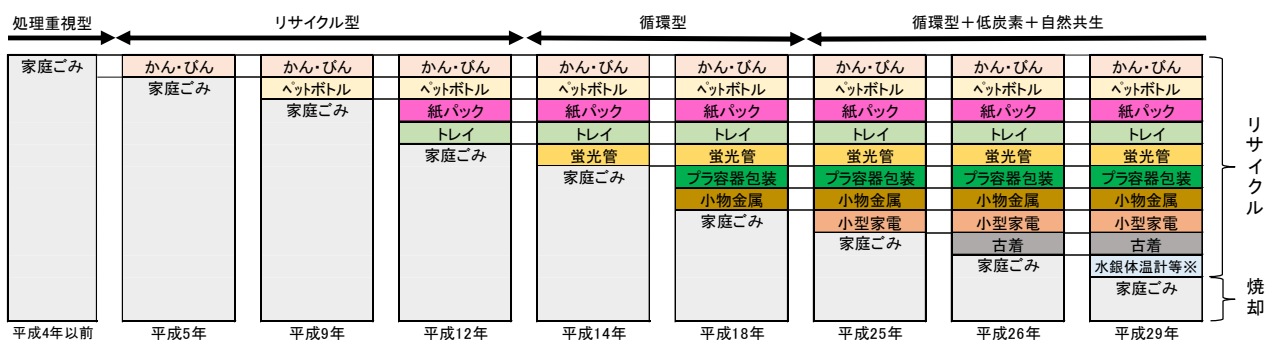 処理重視型 リサイクル型 循環型 循環型＋低炭素＋自然共生
家庭ごみ かん・びん かん・びん かん・びん かん・びん かん・びん かん・びん かん・びん かん・びん
家庭ごみ ペットボトル ペットボトル ペットボトル ペットボトル ペットボトル ペットボトル ペットボトル
家庭ごみ 紙パック 紙パック 紙パック 紙パック 紙パック 紙パック
トレイ トレイ トレイ トレイ トレイ トレイ
家庭ごみ 蛍光管 蛍光管 蛍光管 蛍光管 蛍光管
家庭ごみ プラ容器包装 プラ容器包装 プラ容器包装 プラ容器包装
小物金属 小物金属 小物金属 小物金属
家庭ごみ 小型家電 小型家電 小型家電
家庭ごみ 古着 古着
家庭ごみ 水銀体温計等※
家庭ごみ
リサイクル
焼却
平成4年以前 平成5年 平成9年 平成12年 平成14年 平成18年 平成25年 平成26年 平成29年